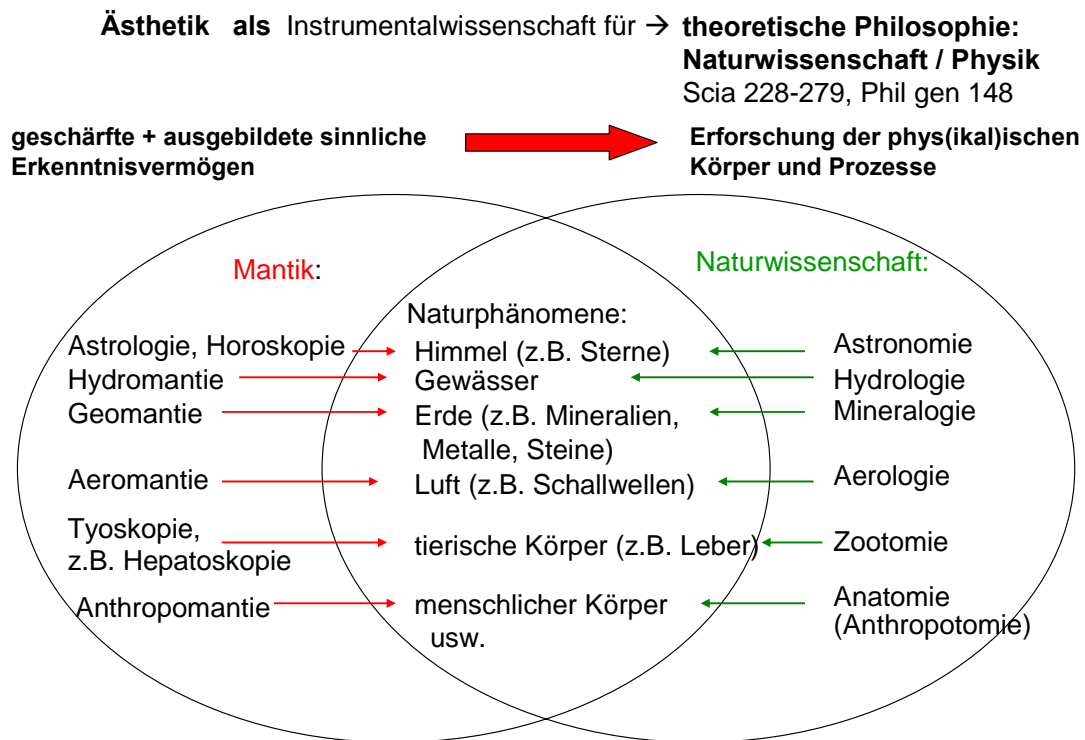 Ästhetik als Instrumentalwissenschaft für → theoretische Philosophie:
Naturwissenschaft / Physik
Scia 228-279, Phil gen 148
geschärfte + ausgebildete sinnliche
Erkenntnisvermögen
Erforschung der phys(ikal)ischen
Körper und Prozesse
Mantik:
Astrologie, Horoskopie
Hydromantie
Geomantie
Aeromantie
Tyoskopie,
z.B. Hepatoskopie
Anthropomantie
Naturphänomene:
Himmel (z.B. Sterne)
Gewässer
Erde (z.B. Mineralien,
Metalle, Steine)
Luft (z.B. Schallwellen)
tierische Körper (z.B. Leber)
menschlicher Körper
usw.
Naturwissenschaft:
Astronomie
Hydrologie
Mineralogie
Aerologie
Zootomie
Anatomie
(Anthropotomie)